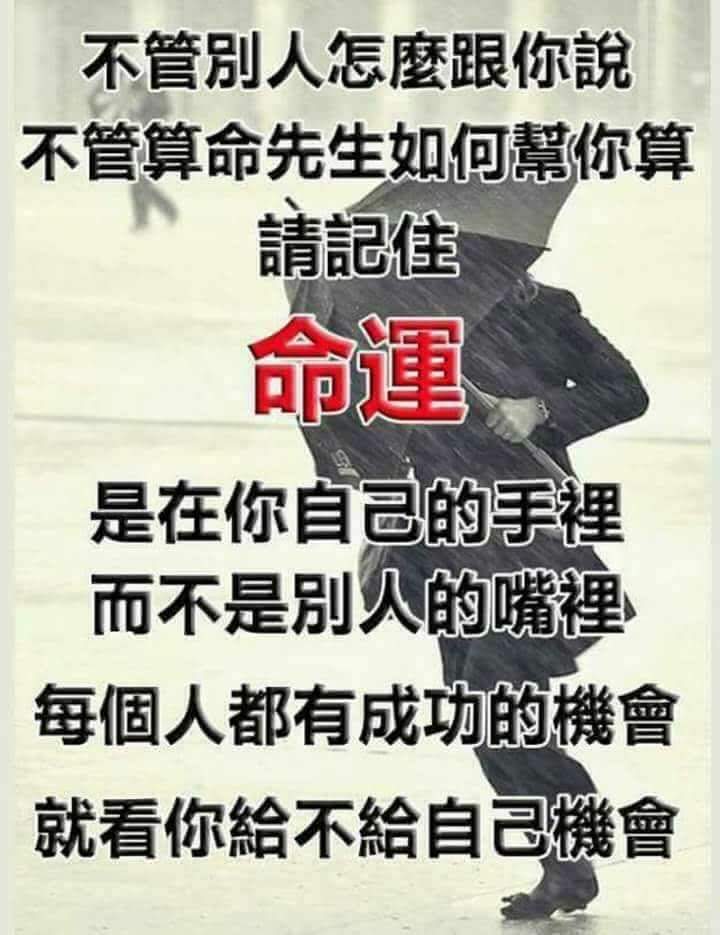 不管別人怎麼跟你說
不管算命先生如何幫你算
請記住
命運
是在你自己的手裡
而不是別人的嘴裡
每個人都有成功的機會
就看你給不給自己機會